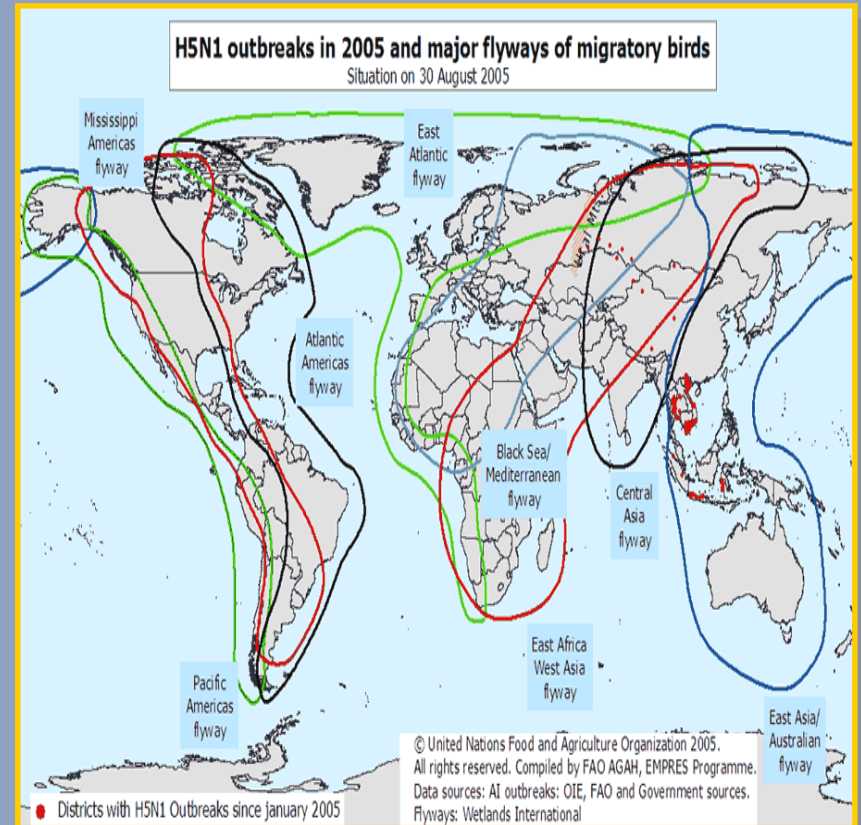 H5N1 outbreaks in 2005 and major flyways of migratory birds
Situation on 30 August 2005
Mississippi
Americas
flyway
East
Atlantic
flyway
Atlantic
Americas
flyway
Black Sea/
Mediterranean
flyway
Central
Asia
flyway
East Africa
West Asia
flyway
Pacific
Americas
flyway
East Asia/
Australian
flyway
© United Nations Food and Agriculture Organization 2005.
All rights reserved. Compiled by FAO AGAH, EMPRES Programme.
Data sources: AI outbreaks: OIE, FAO and Government sources.
Flyways: Wetlands International
Districts with H5N1 Outbreaks since january 2005